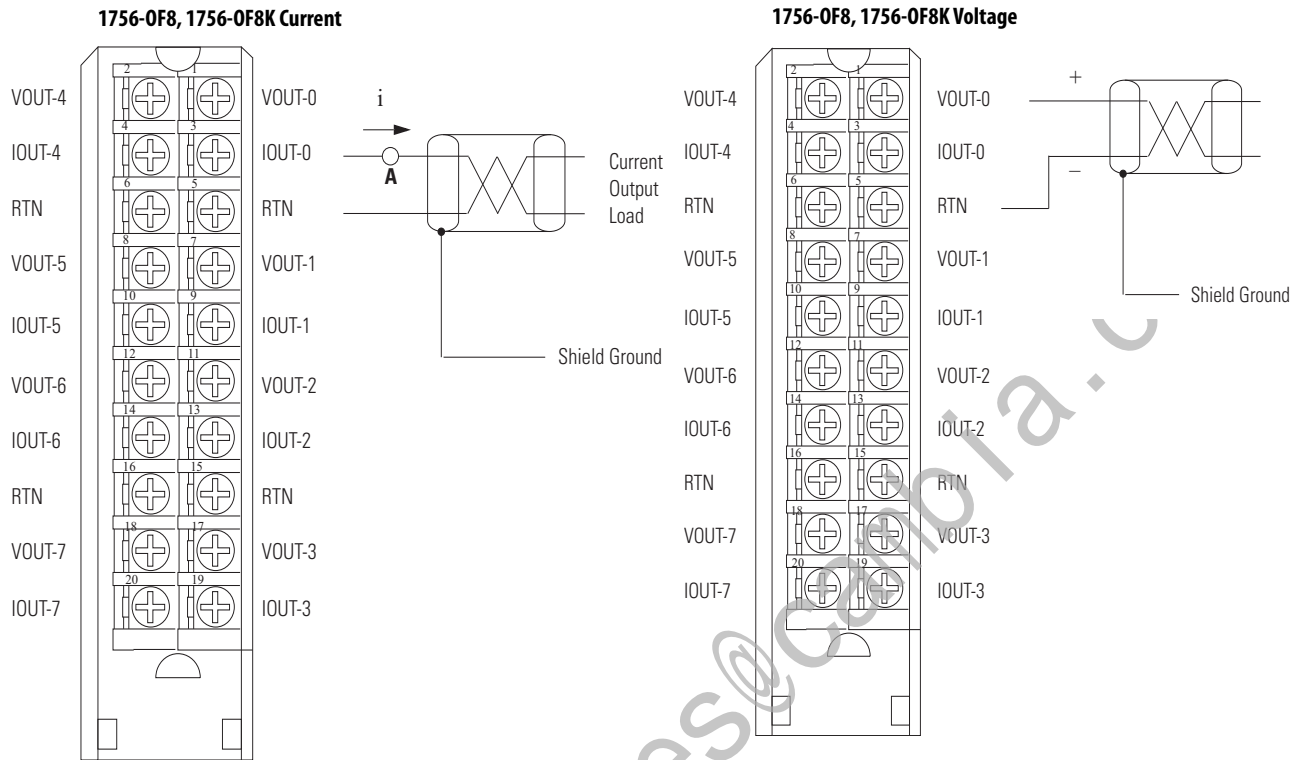 1756-OF8, 1756-OF8K Current
2 1
VOUT-4 VOUT-0
4 3
IOUT-4 IOUT-0
6 5
RTN RTN
8 7
VOUT-5 VOUT-1
10 9
IOUT-5 IOUT-1
12 11
VOUT-6 VOUT-2
14 13
IOUT-6 IOUT-2
16 15
RTN RTN
18 17
VOUT-7 VOUT-3
20 19
IOUT-7 IOUT-3
i
A
Current
Output
Load
Shield Ground
1756-OF8, 1756-OF8K Voltage
2 1
VOUT-4 VOUT-0
4 3
IOUT-4 IOUT-0
6 5
RTN RTN
8 7
VOUT-5 VOUT-1
10 9
IOUT-5 IOUT-1
12 11
VOUT-6 VOUT-2
14 13
IOUT-6 IOUT-2
16 15
RTN RTN
18 17
VOUT-7 VOUT-3
20 19
IOUT-7 IOUT-3
+
–
Shield Ground
es@cambia.c